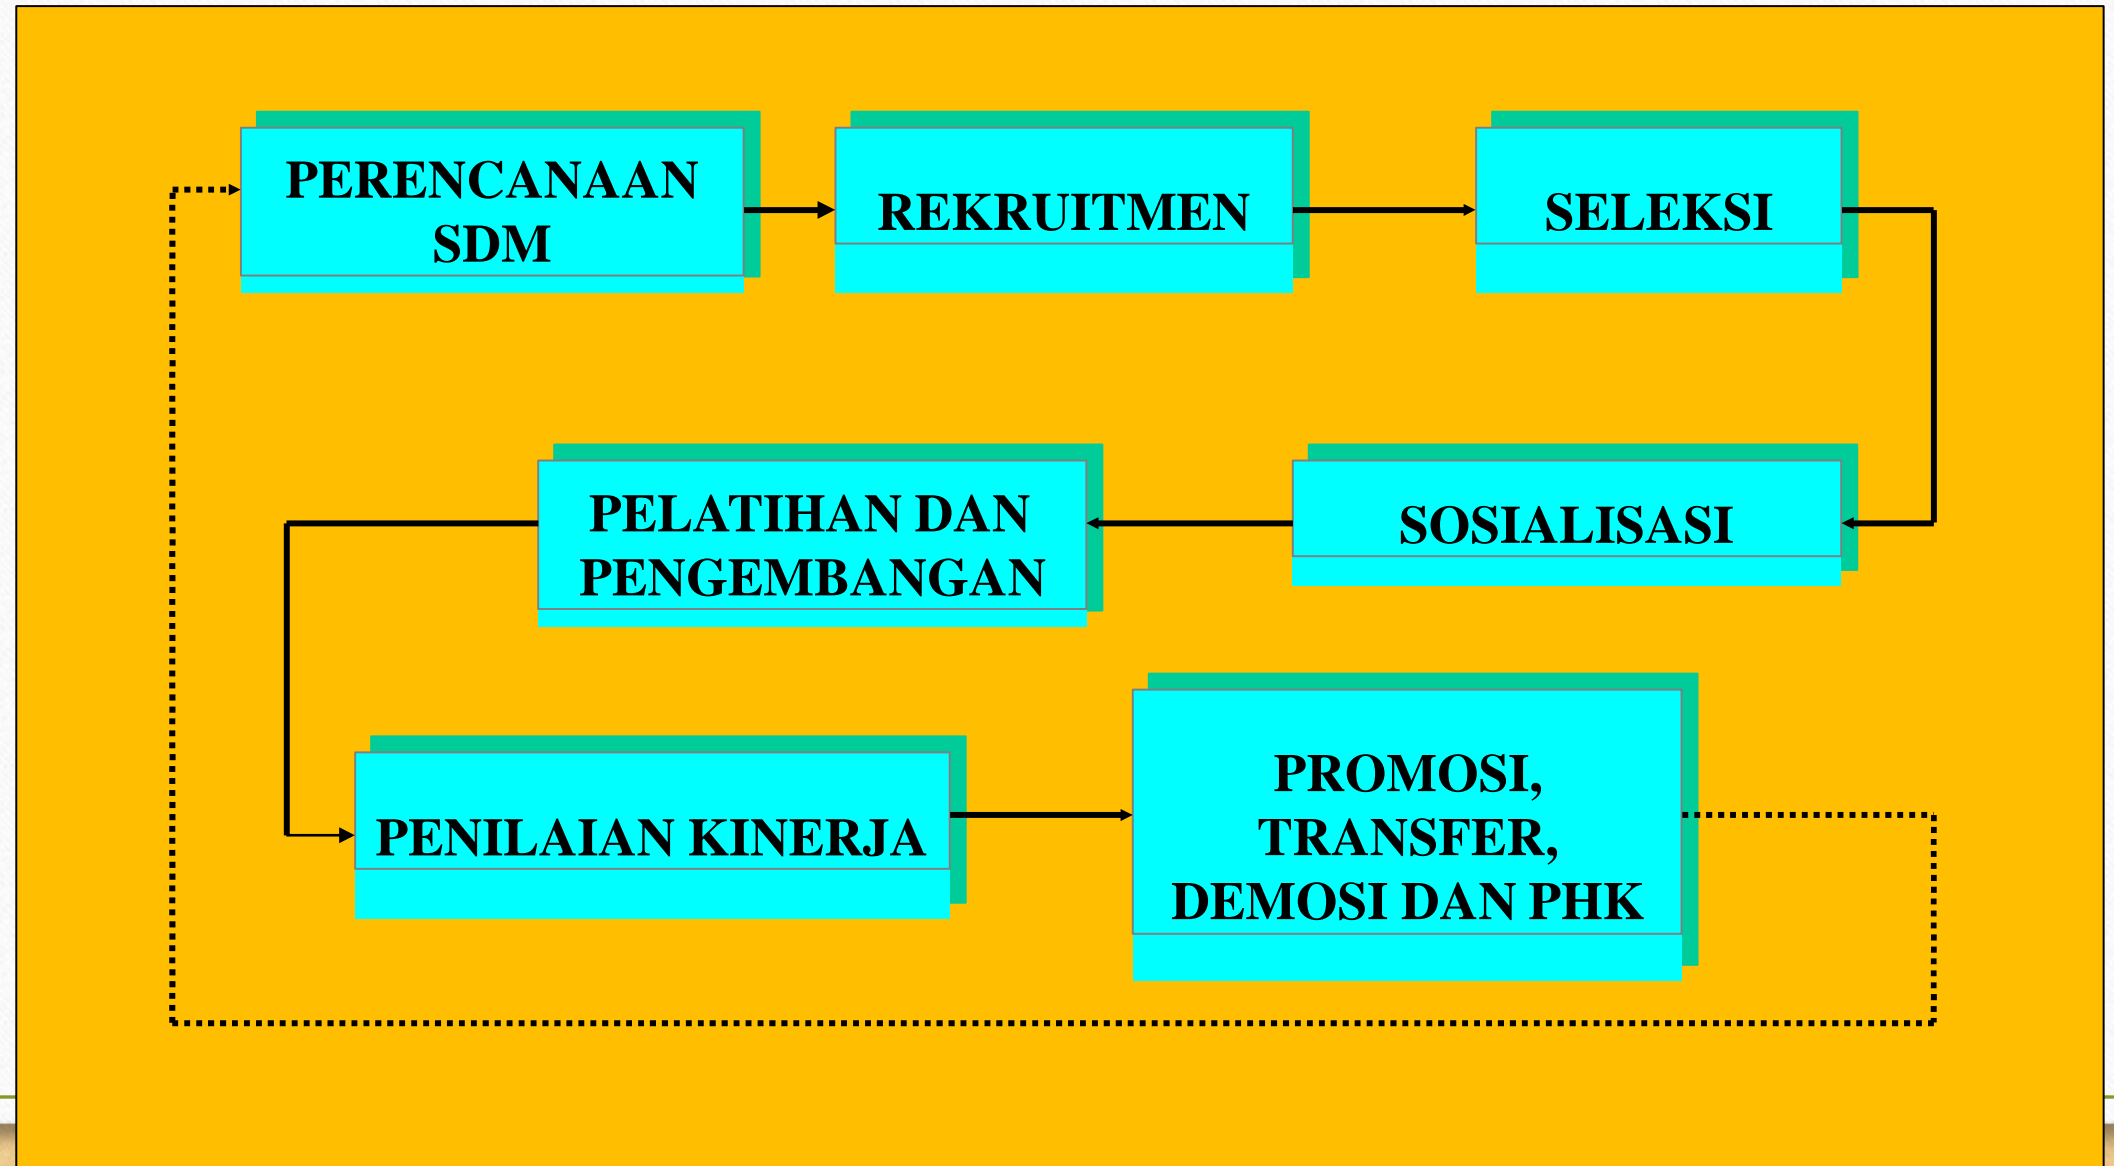 PERENCANAAN
SDM
REKRUITMEN
SELEKSI
SOSIALISASI
PELATIHAN DAN
PENGEMBANGAN
PENILAIAN KINERJA
PROMOSI,
TRANSFER,
DEMOSI DAN PHK